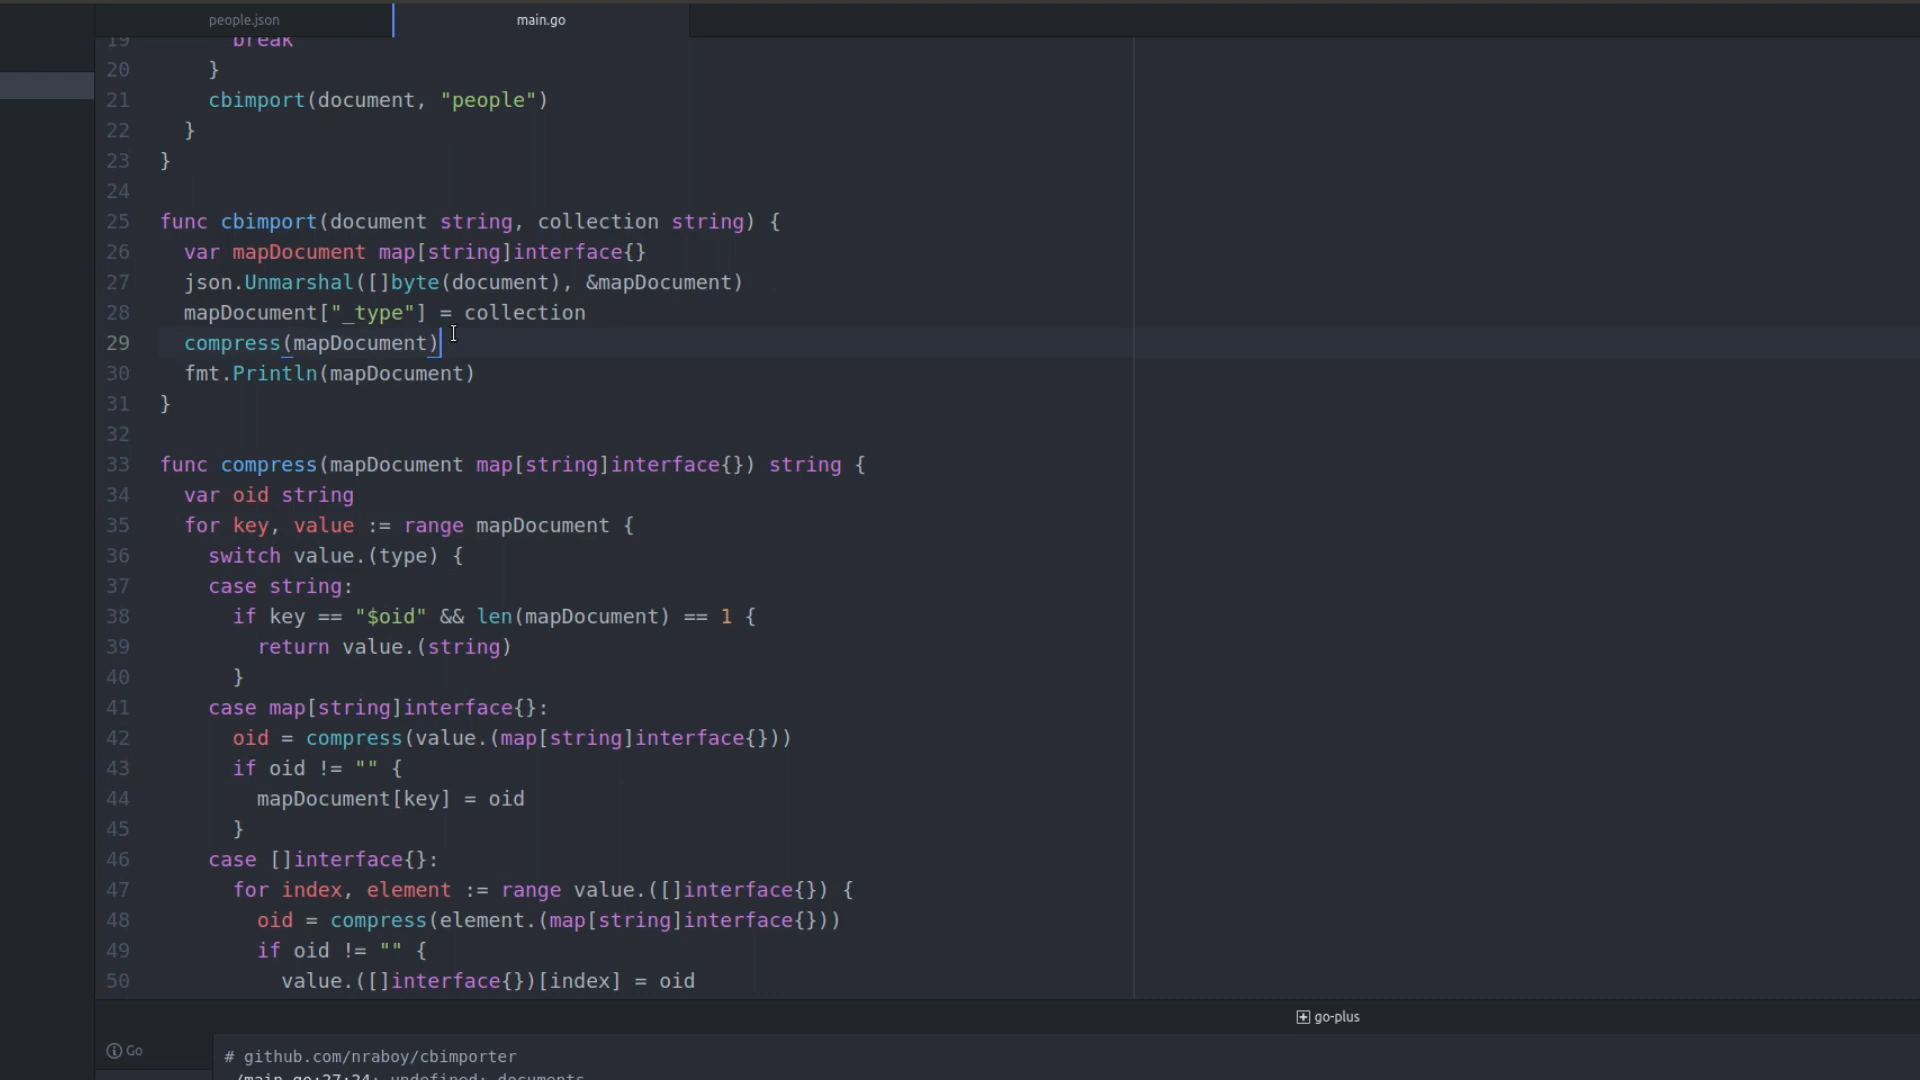 people.json
main.go
19 break
20 }
21 cbimport(document, "people")
22 }
23 }
24
25 func cbimport(document string, collection string) {
26 var mapDocument map[string]interface{}
27 json.Unmarshal([]byte(document), &mapDocument)
28 mapDocument["_type"] = collection
29 compress(mapDocument)
30 fmt.Println(mapDocument)
31 }
32
33 func compress(mapDocument map[string]interface{}) string {
34 var oid string
35 for key, value := range mapDocument {
36 switch value.(type) {
37 case string:
38 if key == "$oid" && len(mapDocument) == 1 {
39 return value.(string)
40 }
41 case map[string]interface{}:
42 oid = compress(value.(map[string]interface{}))
43 if oid != "" {
44 mapDocument[key] = oid
45 }
46 case []interface{}:
47 for index, element := range value.([]interface{}) {
48 oid = compress(element.(map[string]interface{}))
49 if oid != "" {
50 value.([]interface{})[index] = oid
go-plus
Go
# github.com/nraboy/cbimporter
./main.go:27:24: undefined: documents